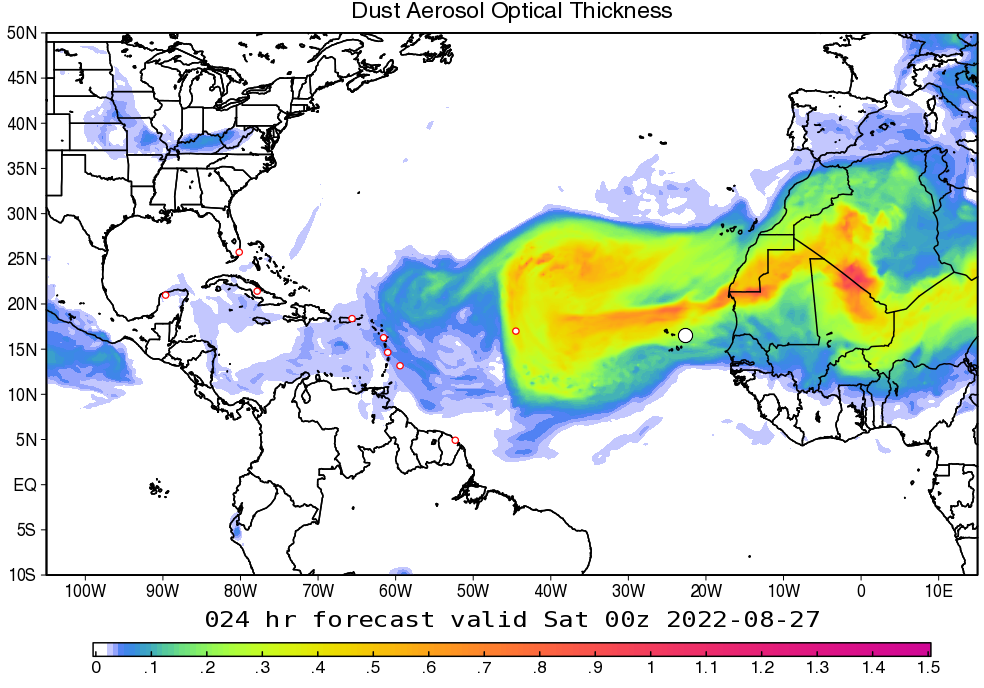 Dust Aerosol Optical Thickness
50N
45N
40N
35N
30N
25N
20N
15N
10N
5N
EQ
5S
10S
100W 90W 80W 70W 60W 50W 40W 30W 20W 10W 0 10E
024 hr forecast valid Sat 00z 2022-08-27
0 .1 .2 .3 .4 .5 .6 .7 .8 .9 1 1.1 1.2 1.3 1.4 1.5